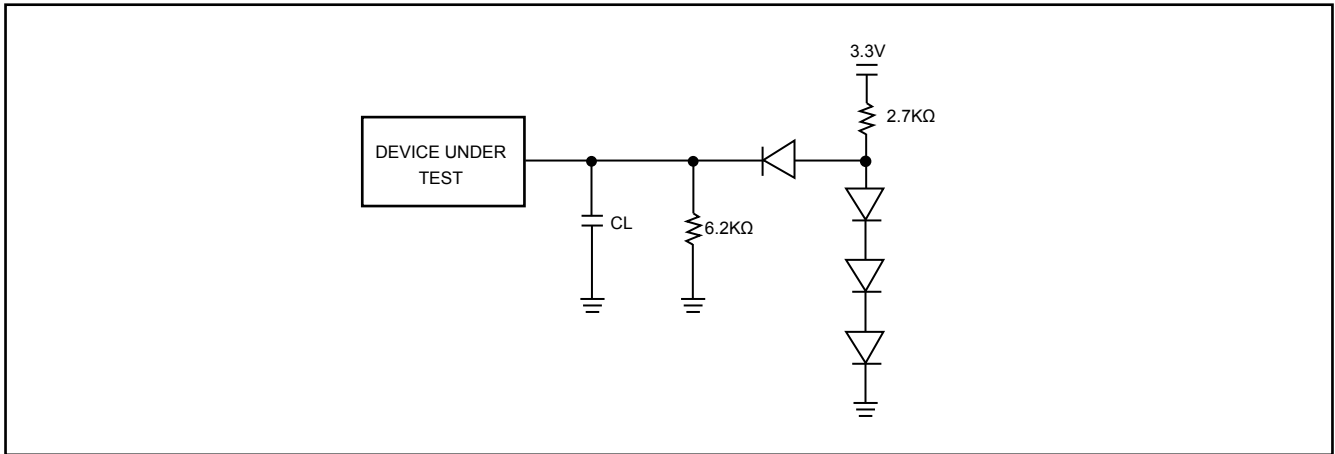 3.3V
2.7KΩ
DEVICE UNDER
TEST
CL
6.2KΩ